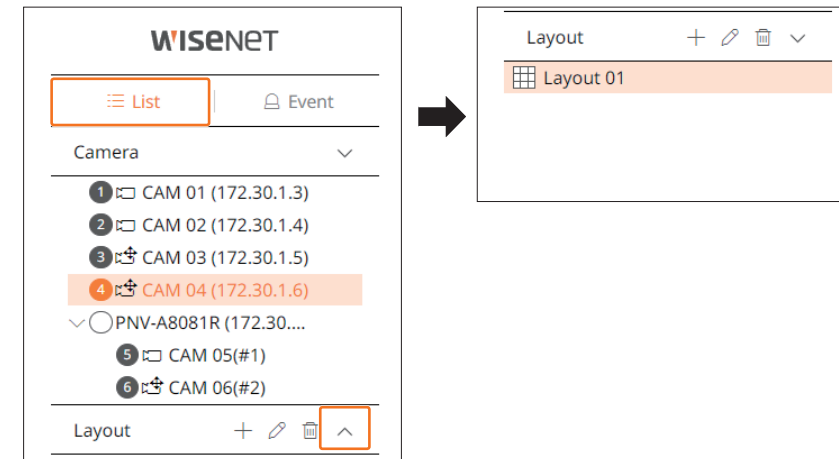 WISENET
List
Event
Camera
1 CAM 01 (172.30.1.3)
2 CAM 02 (172.30.1.4)
3 CAM 03 (172.30.1.5)
4 CAM 04 (172.30.1.6)
PNV-A8081R (172.30....
5 CAM 05(#1)
6 CAM 06(#2)
Layout
Layout
Layout 01